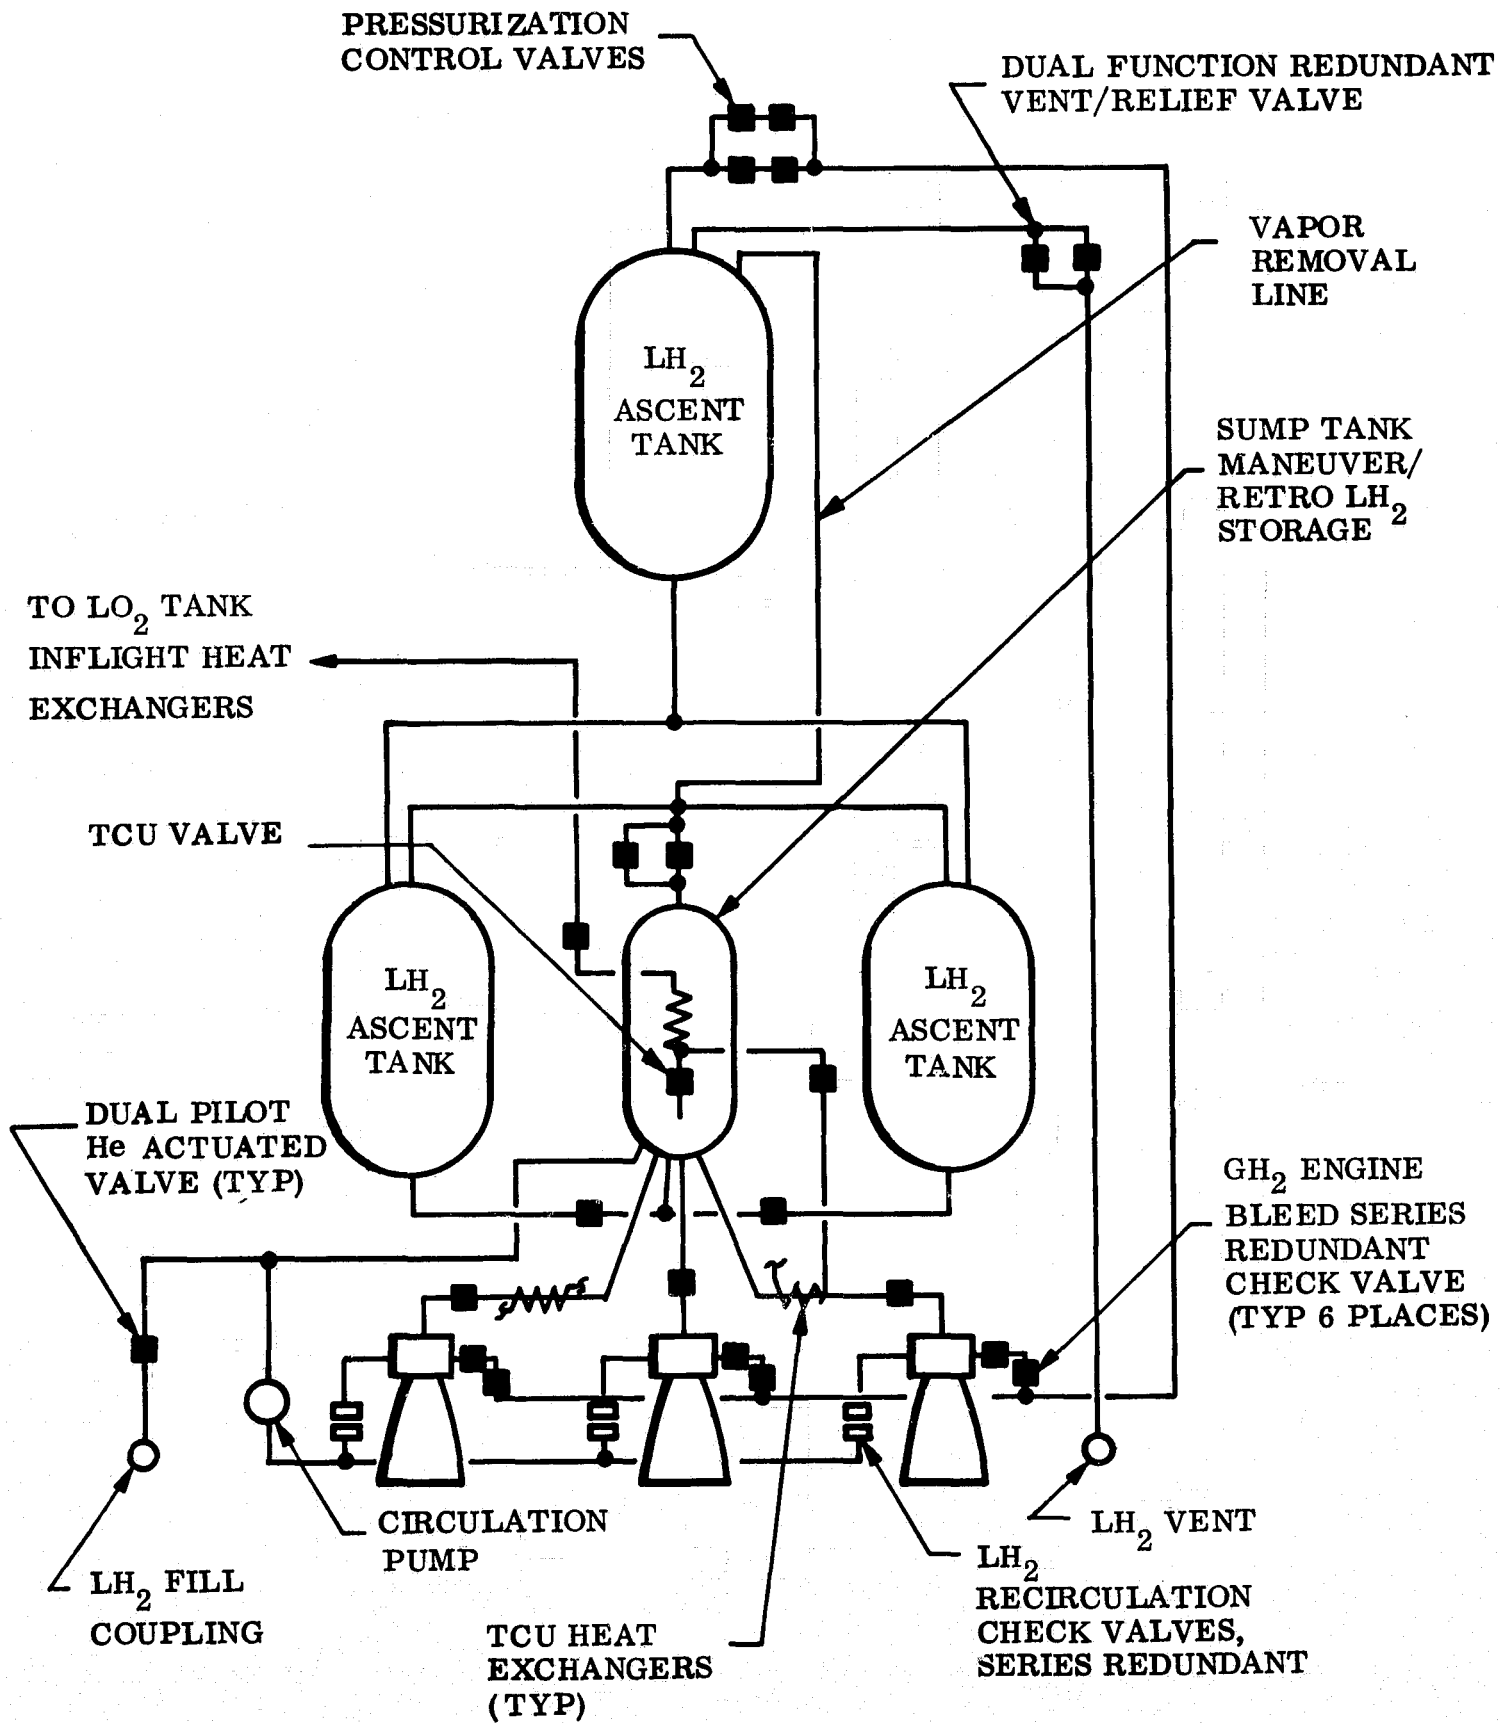 PRESSURIZATION
CONTROL VALVES
DUAL FUNCTION REDUNDANT
VENT/RELIEF VALVE
VAPOR
REMOVAL
LINE
LH2
ASCENT
TANK
SUMP TANK
MANEUVER/
RETRO LH2
STORAGE
TO LO2 TANK
INFLIGHT HEAT
EXCHANGERS
TCU VALVE
LH2
ASCENT
TANK
LH2
ASCENT
TANK
DUAL PILOT
He ACTUATED
VALVE (TYP)
GH2 ENGINE
BLEED SERIES
REDUNDANT
CHECK VALVE
(TYP 6 PLACES)
CIRCULATION
PUMP
LH2 VENT
LH2 FILL
COUPLING
LH2
RECIRCULATION
CHECK VALVES,
SERIES REDUNDANT
TCU HEAT
EXCHANGERS
(TYP)